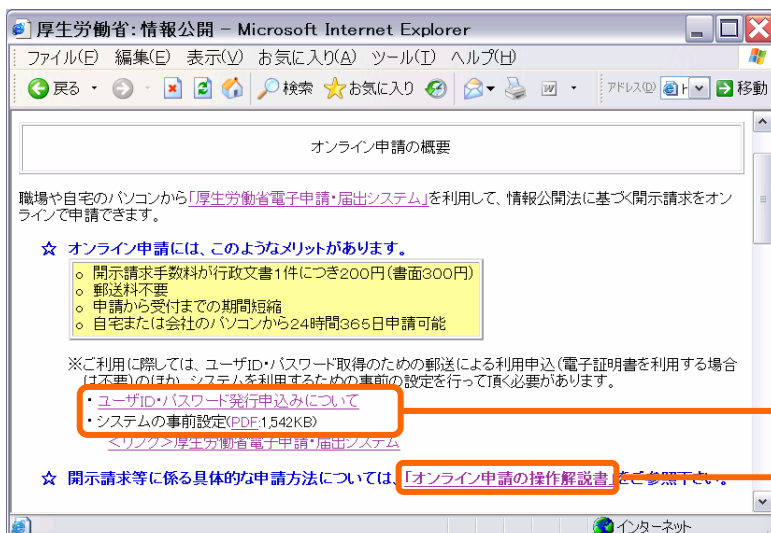 厚生労働省:情報公開 - Microsoft Internet Explorer
ファイル(F) 編集(E) 表示(V) お気に入り(A) ツール(T) ヘルプ(H)
戻る 検索 お気に入り アドレス(D) 移動
オンライン申請の概要
職場や自宅のパソコンから「厚生労働省電子申請・届出システム」を利用して、情報公開法に基づく開示請求をオン
ラインで申請できます。
☆ オンライン申請には、このようなメリットがあります。
開示請求手数料が行政文書1件につき200円(書面300円)
郵送料不要
申請から受付までの期間短縮
自宅または会社のパソコンから24時間365日申請可能
※ご利用に際しては、ユーザID・パスワード取得のための郵送による利用申込(電子証明書を利用する場合
は不要)のほか、システムを利用するための事前の設定を行って頂く必要があります。
・ユーザID・パスワード発行申込みについて
・システムの事前設定(PDF:1,542KB)
<リンク>厚生労働省電子申請・届出システム
☆ 開示請求等に係る具体的な申請方法については、「オンライン申請の操作解説書」をご参照下さい。
インターネット